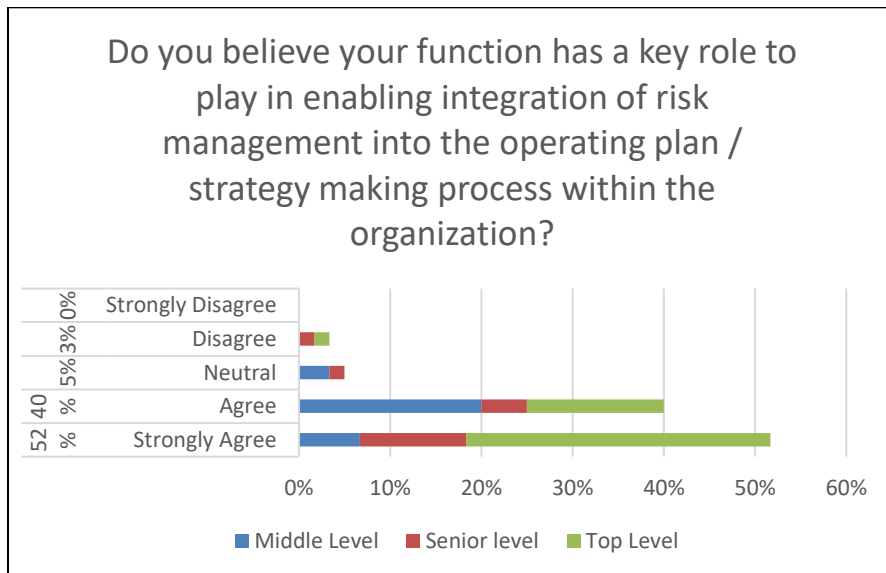 Do you believe your function has a key role to
play in enabling integration of risk
management into the operating plan /
strategy making process within the
organization?
0% Strongly Disagree
3% Disagree
5% Neutral
40 % Agree
52 % Strongly Agree
0% 10% 20% 30% 40% 50% 60%
Middle Level Senior level Top Level